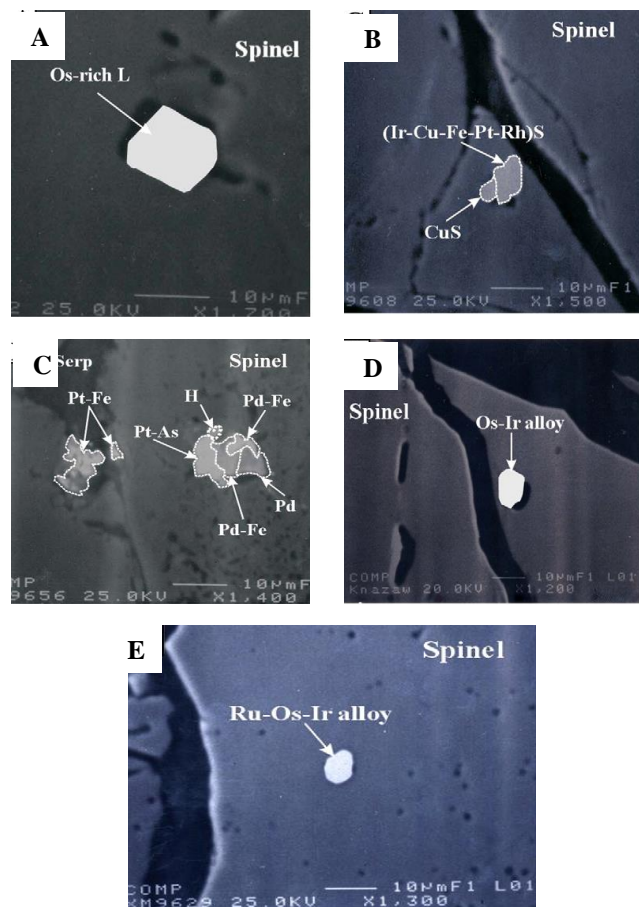 A
Spinel
Os-rich L
2 25.0KV
10µmF
X1,700
B
Spinel
(Ir-Cu-Fe-Pt-Rh)S
CuS
MP
9608 25.0KV
10µmF1
X1,500
C
Serp
Spinel
Pt-Fe
H
Pd-Fe
Pt-As
Pd
Pd-Fe
MP
9656 25.0KV
10µmF
X1,400
D
Spinel
Os-Ir alloy
COMP
10µmF1 L01
Knazaw 20.0KV
X1,200
E
Spinel
Ru-Os-Ir alloy
COMP
10µmF1 L01
XM9629 25.0KV
X1,300